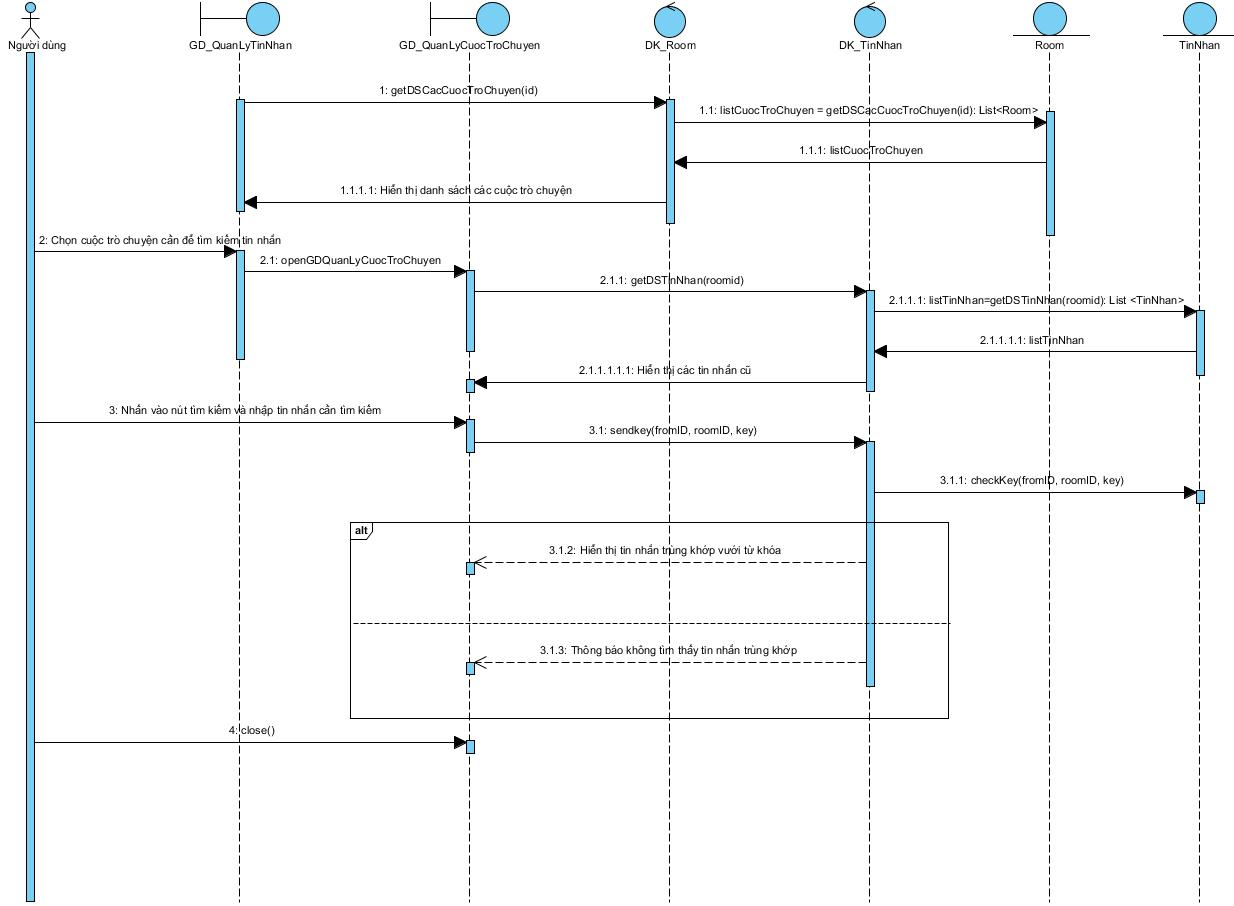 Người dùng
GD_QuanLyTinNhan
GD_QuanLyCuocTroChuyen
DK_Room
DK_TinNhan
Room
TinNhan
1: getDSCacCuocTroChuyen(id)
1.1: listCuocTroChuyen = getDSCacCuocTroChuyen(id): List<Room>
1.1.1: listCuocTroChuyen
1.1.1.1: Hiển thị danh sách các cuộc trò chuyện
2: Chọn cuộc trò chuyện cần để tìm kiếm tin nhắn
2.1: openGDQuanLyCuocTroChuyen
2.1.1: getDSTinNhan(roomid)
2.1.1.1: listTinNhan=getDSTinNhan(roomid): List <TinNhan>
2.1.1.1.1: listTinNhan
2.1.1.1.1.1: Hiển thị các tin nhắn cũ
3: Nhấn vào nút tìm kiếm và nhập tin nhắn cần tìm kiếm
3.1: sendkey(fromID, roomID, key)
3.1.1: checkKey(fromID, roomID, key)
alt
3.1.2: Hiển thị tin nhắn trùng khớp vưới từ khóa
3.1.3: Thông báo không tìm thấy tin nhắn trùng khớp
4: close()